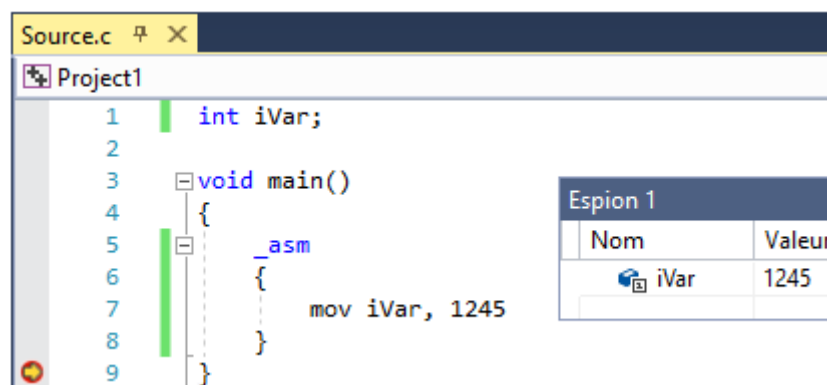 Source.c
Project1
1 int iVar;
2
3 void main()
4 {
5 _asm
6 {
7 mov iVar, 1245
8 }
9 }
Espion 1
Nom Valeur
iVar 1245